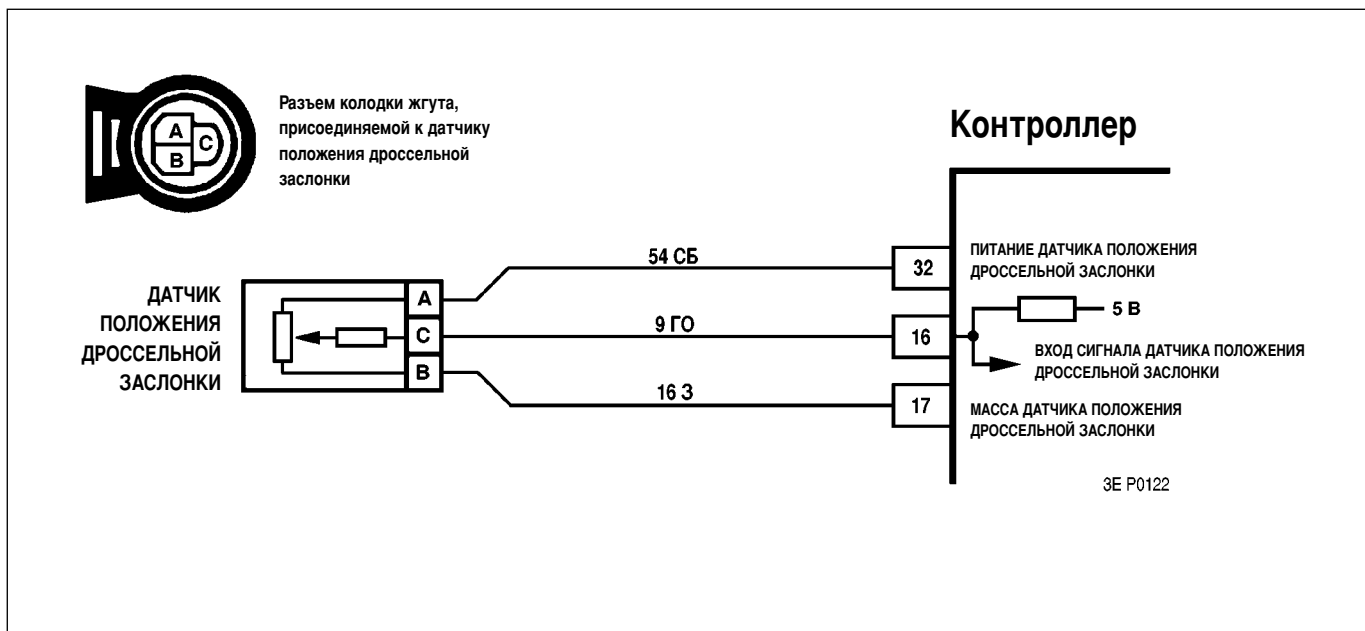 A
B
C
Разъем колодки жгута,
присоединяемой к датчику
положения дроссельной
заслонки
Контроллер
ДАТЧИК
ПОЛОЖЕНИЯ
ДРОССЕЛЬНОЙ
ЗАСЛОНКИ
A
C
B
54 СБ
9 ГО
16 З
32
16
17
ПИТАНИЕ ДАТЧИКА ПОЛОЖЕНИЯ
ДРОССЕЛЬНОЙ ЗАСЛОНКИ
5 В
ВХОД СИГНАЛА ДАТЧИКА ПОЛОЖЕНИЯ
ДРОССЕЛЬНОЙ ЗАСЛОНКИ
МАССА ДАТЧИКА ПОЛОЖЕНИЯ
ДРОССЕЛЬНОЙ ЗАСЛОНКИ
3E P0122